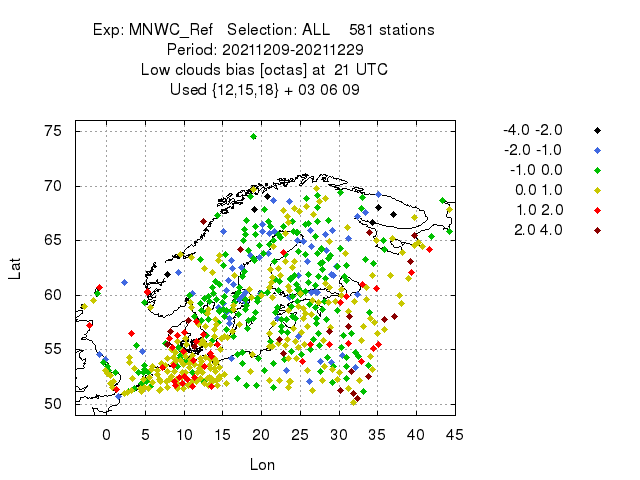 Exp: MNWC_Ref   Selection: ALL    581 stations
Period: 20211209-20211229
Low clouds bias [octas] at  21 UTC
Used {12,15,18} + 03 06 09
-4.0 -2.0
-2.0 -1.0
-1.0 0.0
0.0 1.0
1.0 2.0
2.0 4.0
75
70
65
60
55
50
Lat
0 5 10 15 20 25 30 35 40 45
Lon